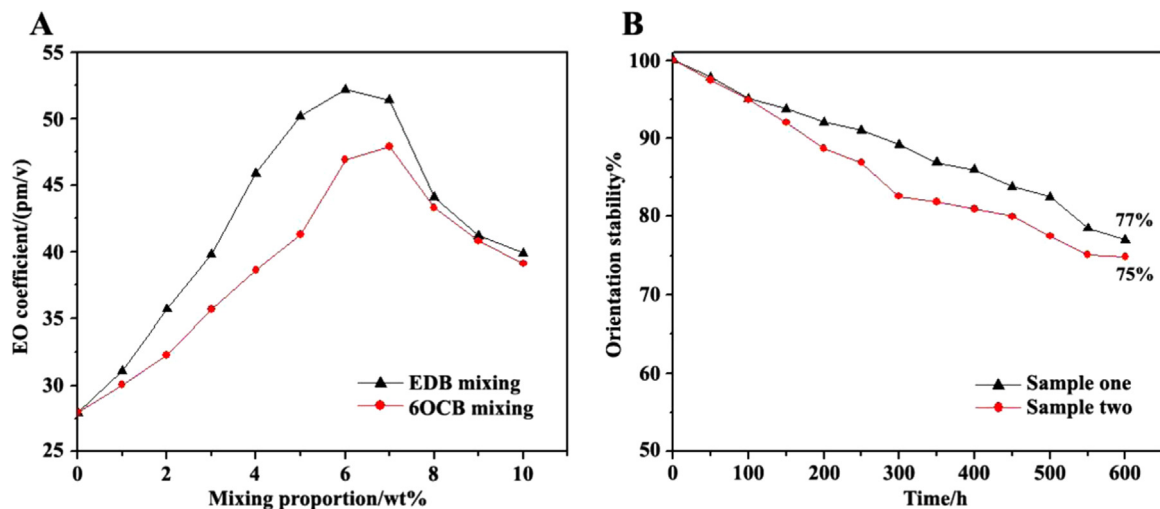 A
EO coefficient/(pm/v)
55
50
45
40
35
30
25
EDB mixing
6OCB mixing
0 2 4 6 8 10
Mixing proportion/wt%
B
Orientation stability%
100
90
80
70
60
50
77%
75%
Sample one
Sample two
0 100 200 300 400 500 600
Time/h